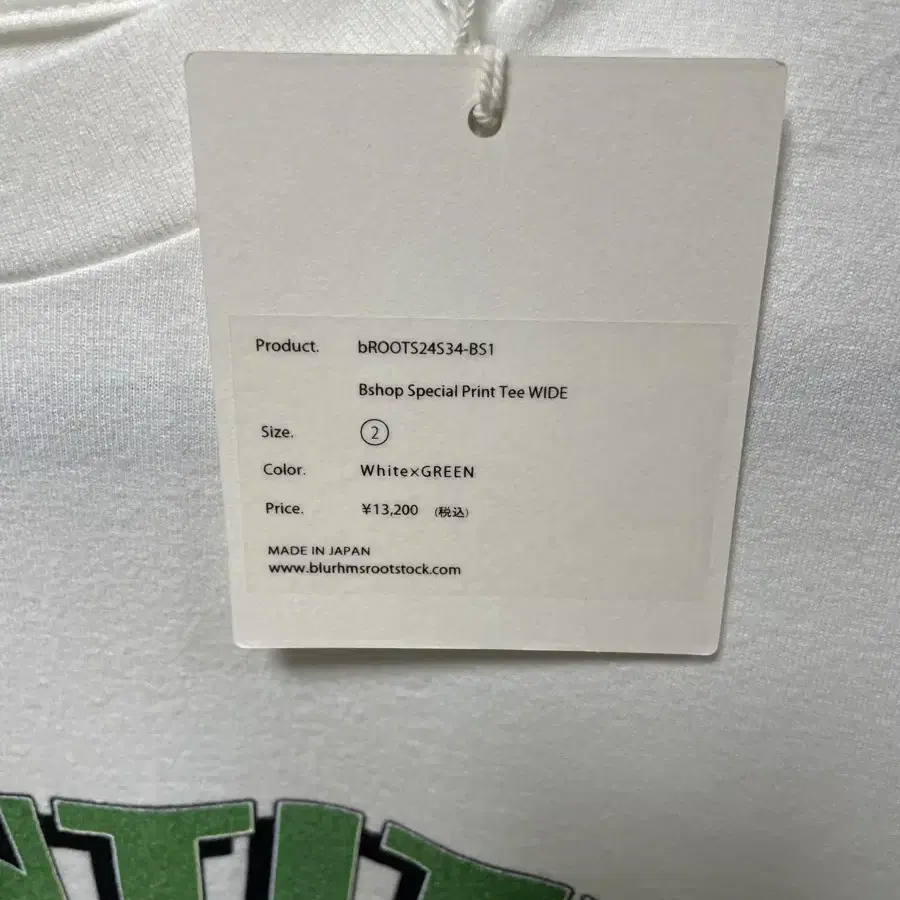 Product. bROOTS24S34-BS1
Bshop Special Print Tee WIDE
Size. ②
Color. White×GREEN
Price. ¥13,200 (税込)
MADE IN JAPAN
www.blurhmsrootstock.com